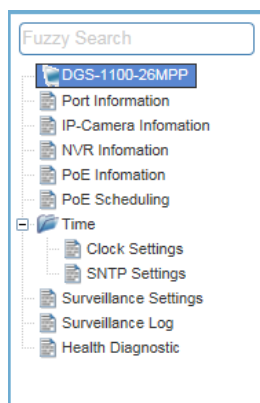 Fuzzy Search
DGS-1100-26MPP
Port Information
IP-Camera Infomation
NVR Infomation
PoE Infomation
PoE Scheduling
Time
Clock Settings
SNTP Settings
Surveillance Settings
Surveillance Log
Health Diagnostic